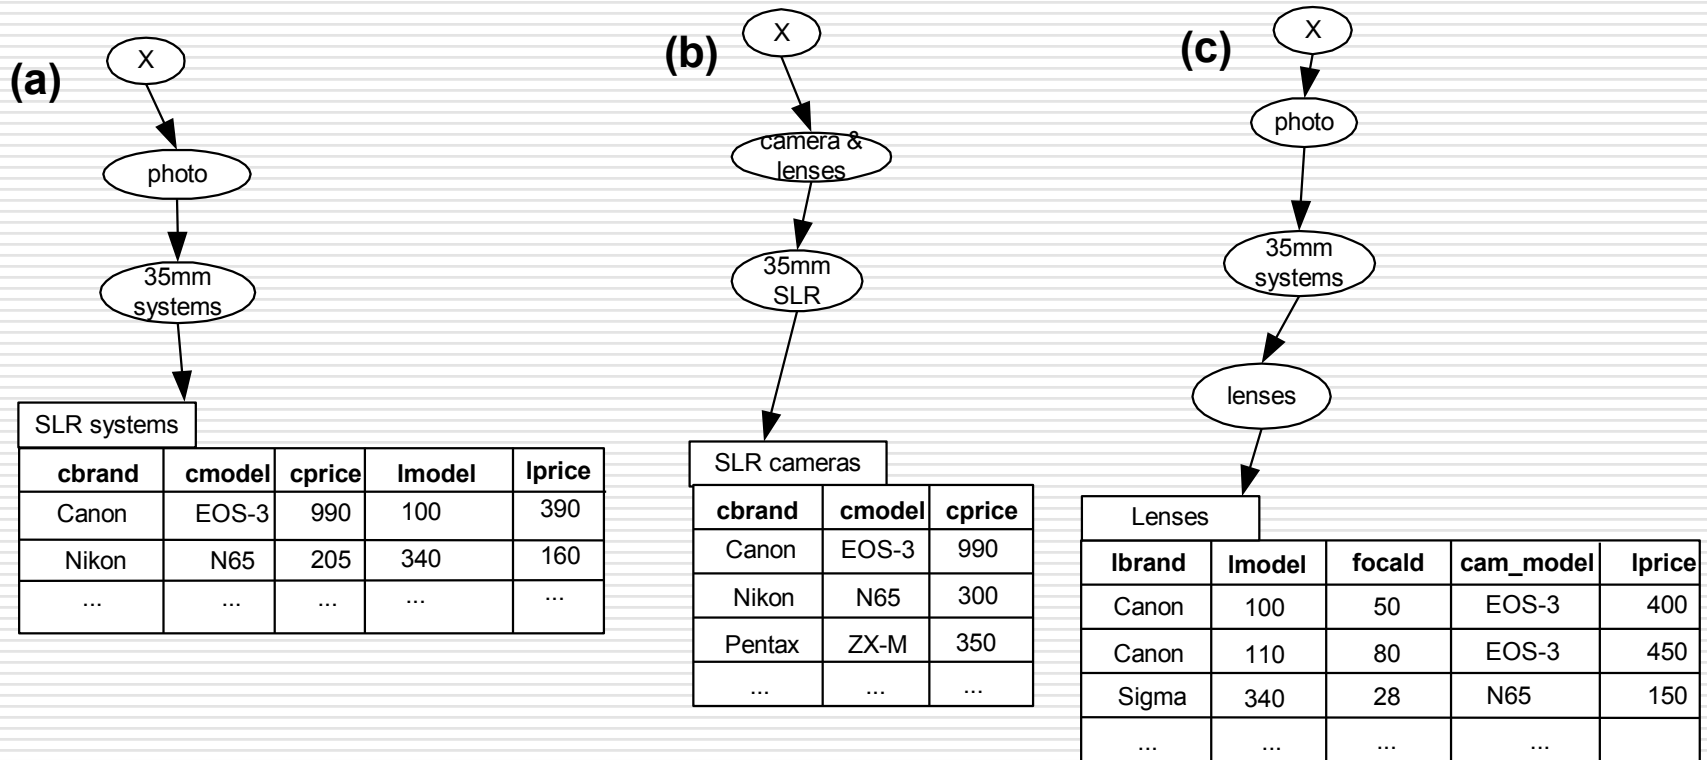 (a)
X
photo
35mm
systems
SLR systems
cbrand cmodel cprice lmodel lprice
Canon EOS-3 990 100 390
Nikon N65 205 340 160
... ... ... ... ...
(b)
X
camera &
lenses
35mm
SLR
SLR cameras
cbrand cmodel cprice
Canon EOS-3 990
Nikon N65 300
Pentax ZX-M 350
... ... ...
(c)
X
photo
35mm
systems
lenses
Lenses
lbrand lmodel focald cam_model lprice
Canon 100 50 EOS-3 400
Canon 110 80 EOS-3 450
Sigma 340 28 N65 150
... ... ... ...